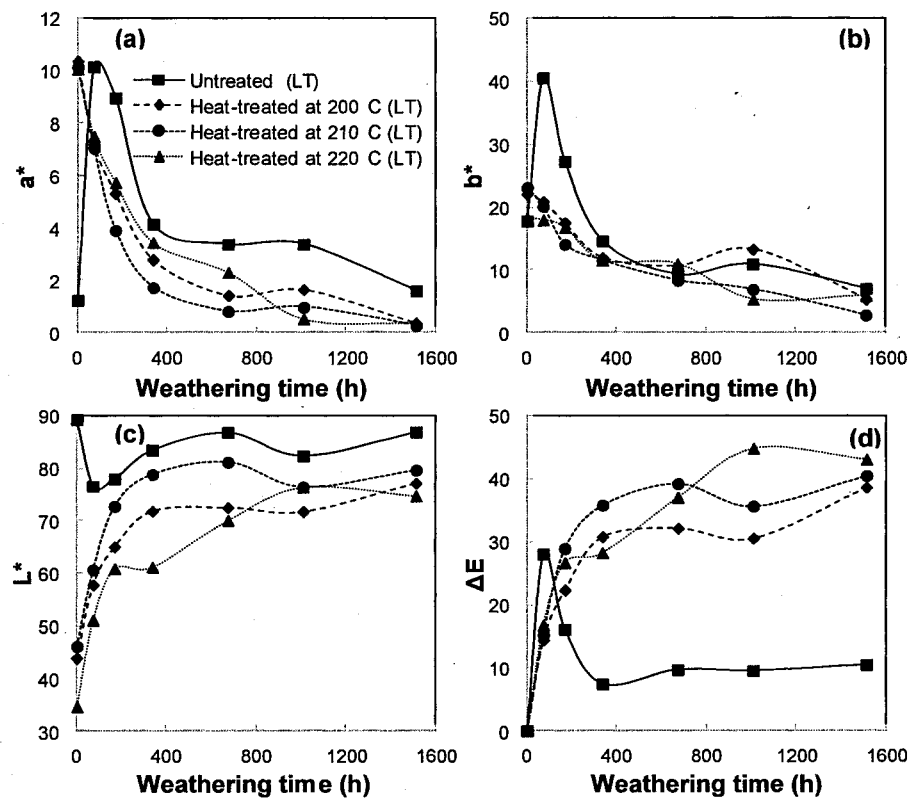 (a)
12
10
8
6
4
2
0
a*
Untreated (LT)
Heat-treated at 200 C (LT)
Heat-treated at 210 C (LT)
Heat-treated at 220 C (LT)
0 400 800 1200 1600
Weathering time (h)
(b)
50
40
30
20
10
0
b*
0 400 800 1200 1600
Weathering time (h)
(c)
90
80
70
60
50
40
30
L*
0 400 800 1200 1600
Weathering time (h)
(d)
50
40
30
20
10
0
ΔE
0 400 800 1200 1600
Weathering time (h)